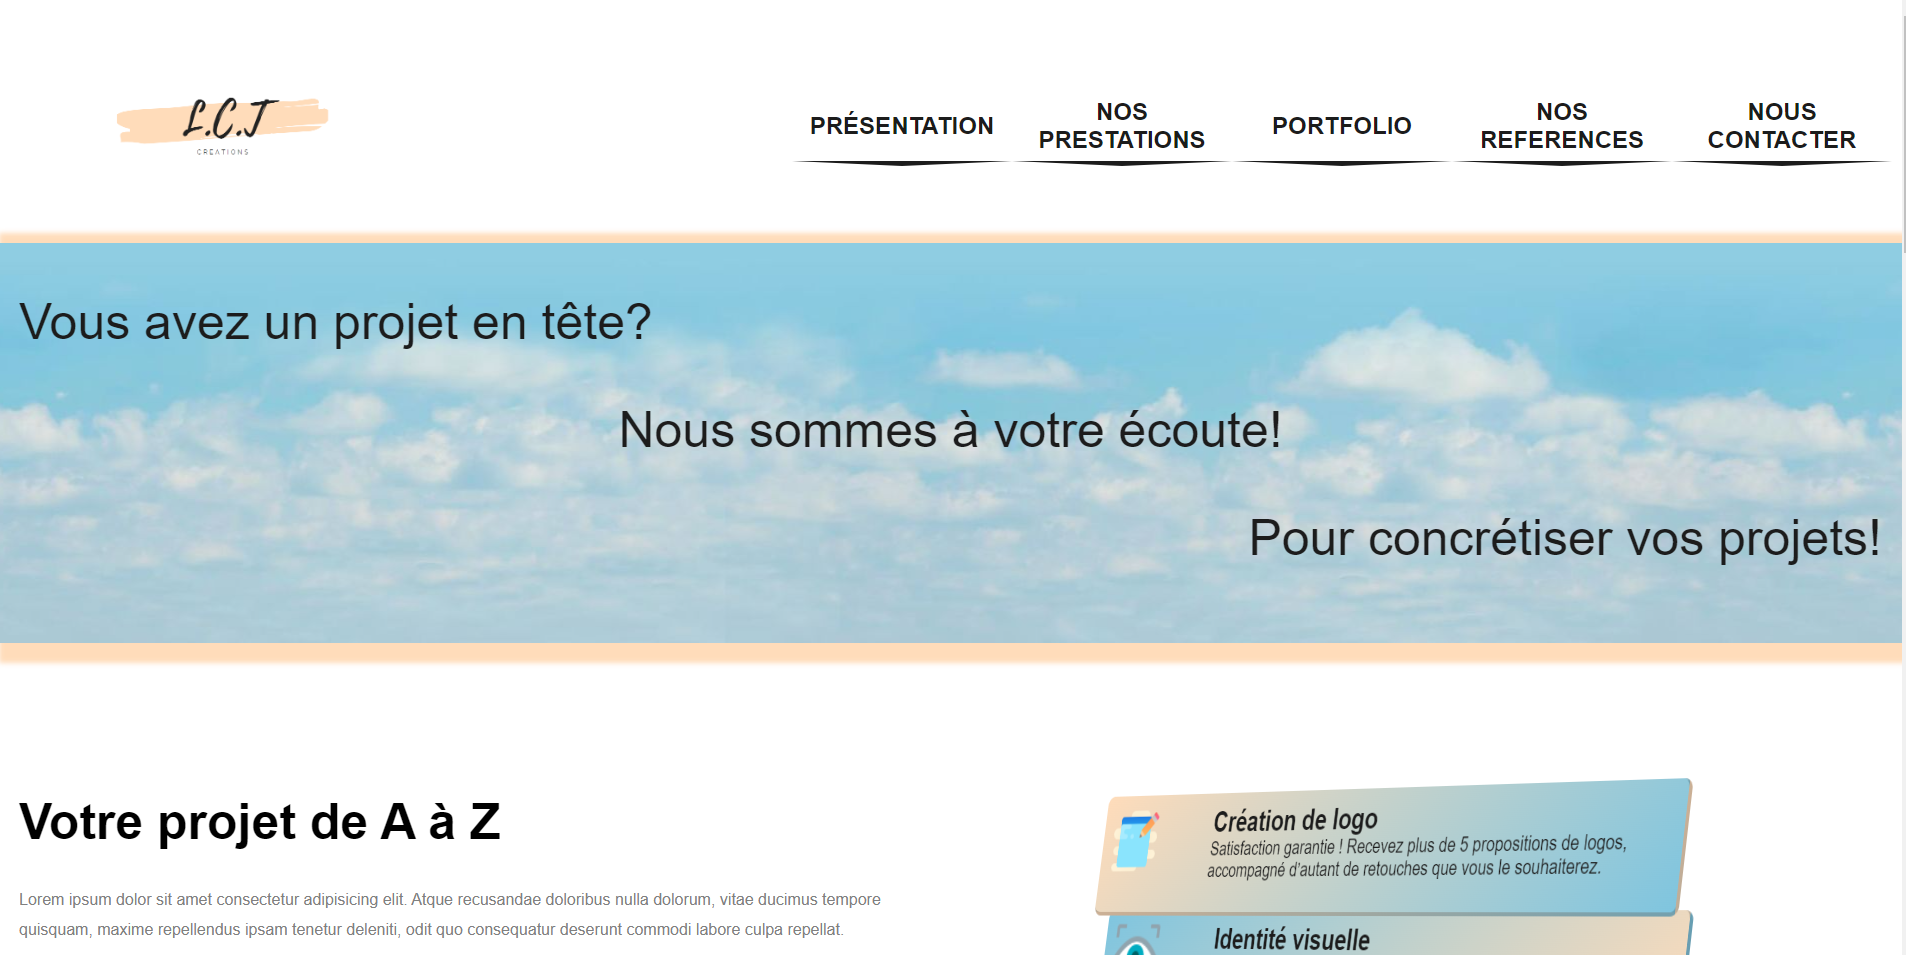 L.C.J
CREATIONS
PRÉSENTATION
NOS
PRESTATIONS
PORTFOLIO
NOS
REFERENCES
NOUS
CONTACTER
Vous avez un projet en tête?
Nous sommes à votre écoute!
Pour concrétiser vos projets!
Votre projet de A à Z
Lorem ipsum dolor sit amet consectetur adipisicing elit. Atque recusandae doloribus nulla dolorum, vitae ducimus tempore
quisquam, maxime repellendus ipsam tenetur deleniti, odit quo consequatur deserunt commodi labore culpa repellat.
Création de logo
Satisfaction garantie ! Recevez plus de 5 propositions de logos,
accompagné d'autant de retouches que vous le souhaiterez.
Identité visuelle